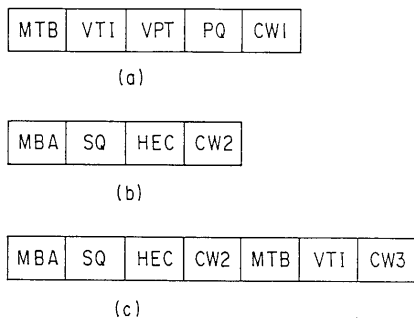 MTB VTI VPT PQ CW1
(a)
MBA SQ HEC CW2
(b)
MBA SQ HEC CW2 MTB VTI CW3
(c)